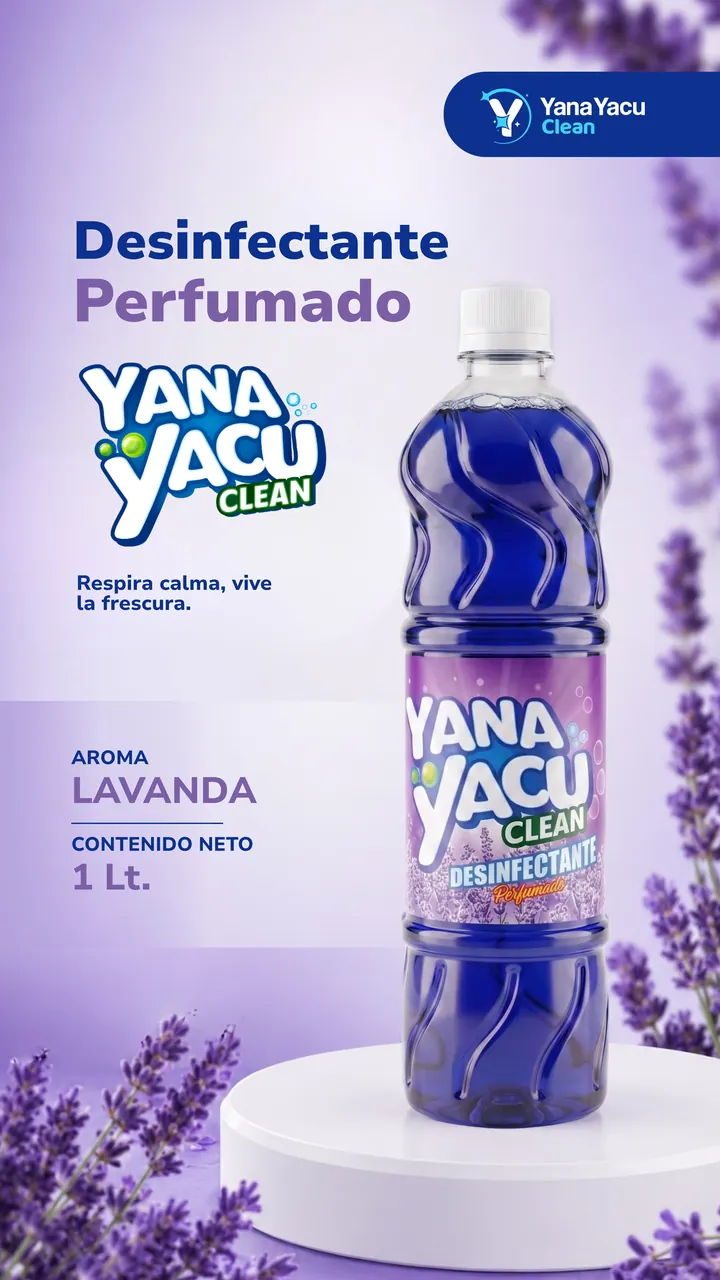 YanaYacu
Clean
Desinfectante
Perfumado
YANA
YACU
CLEAN
Respira calma, vive
la frescura.
AROMA
LAVANDA
CONTENIDO NETO
1 Lt.
YANA
YACU
CLEAN
DESINFECTANTE
Perfumado